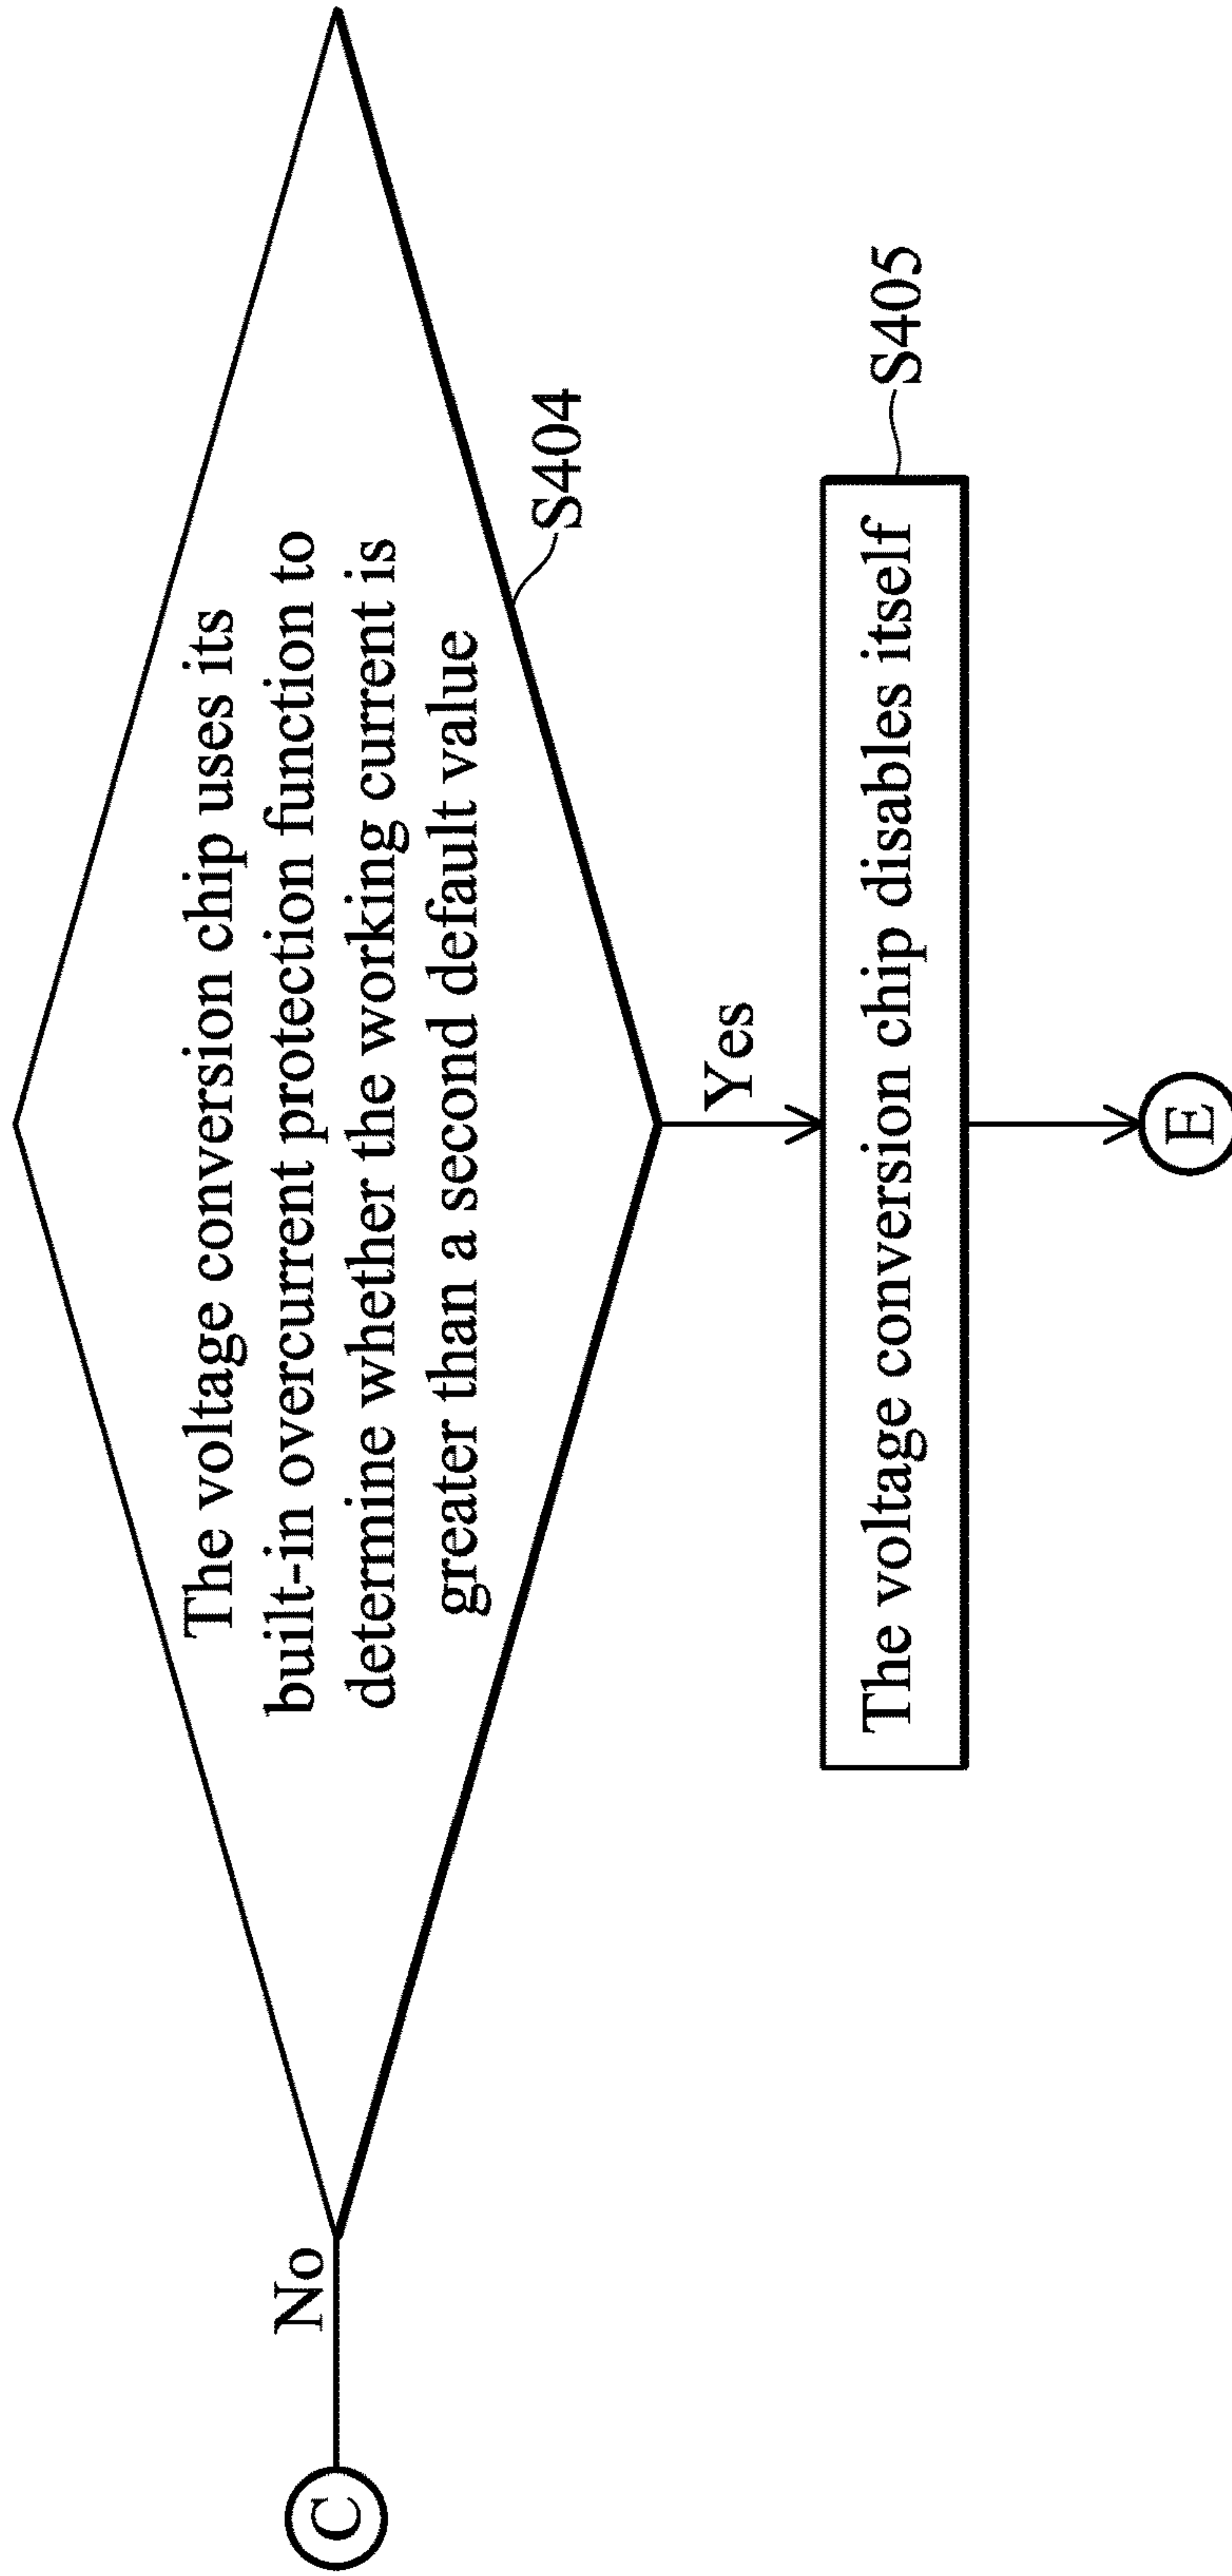 The voltage conversion chip uses its
built-in overcurrent protection function to
determine whether the working current is
greater than a second default value
S404
No
C
Yes
The voltage conversion chip disables itself
S405
E